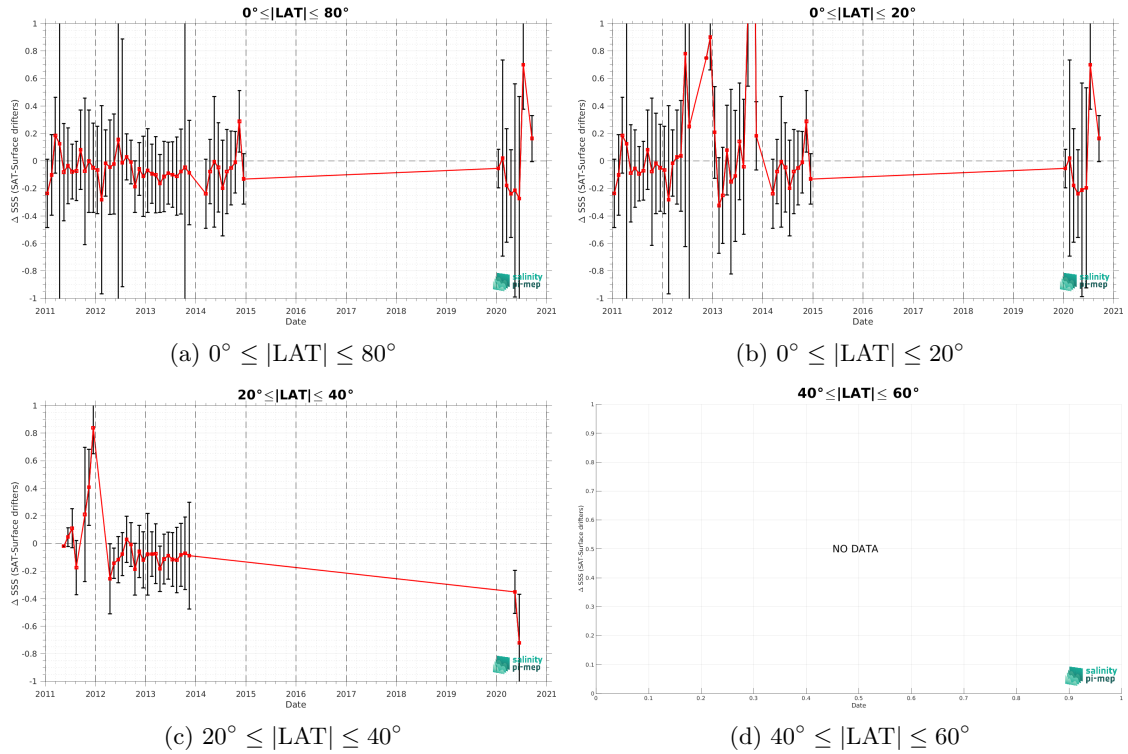 0°≤|LAT|≤ 80°
1
0.8
0.6
0.4
0.2
0
-0.2
-0.4
-0.6
-0.8
-1
Δ SSS (SAT-Surface drifters)
2011 2012 2013 2014 2015 2016 2017 2018 2019 2020 2021
Date
salinity
pi-mep
(a) 0° ≤ |LAT| ≤ 80°
0°≤|LAT|≤ 20°
1
0.8
0.6
0.4
0.2
0
-0.2
-0.4
-0.6
-0.8
-1
Δ SSS (SAT-Surface drifters)
2011 2012 2013 2014 2015 2016 2017 2018 2019 2020 2021
Date
salinity
pi-mep
(b) 0° ≤ |LAT| ≤ 20°
20°≤|LAT|≤ 40°
1
0.8
0.6
0.4
0.2
0
-0.2
-0.4
-0.6
-0.8
-1
Δ SSS (SAT-Surface drifters)
2011 2012 2013 2014 2015 2016 2017 2018 2019 2020 2021
Date
salinity
pi-mep
(c) 20° ≤ |LAT| ≤ 40°
40°≤|LAT|≤ 60°
1
0.9
0.8
0.7
0.6
0.5
0.4
0.3
0.2
0.1
0
Δ SSS (SAT-Surface drifters)
NO DATA
0 0.1 0.2 0.3 0.4 0.5 0.6 0.7 0.8 0.9 1
Date
salinity
pi-mep
(d) 40° ≤ |LAT| ≤ 60°